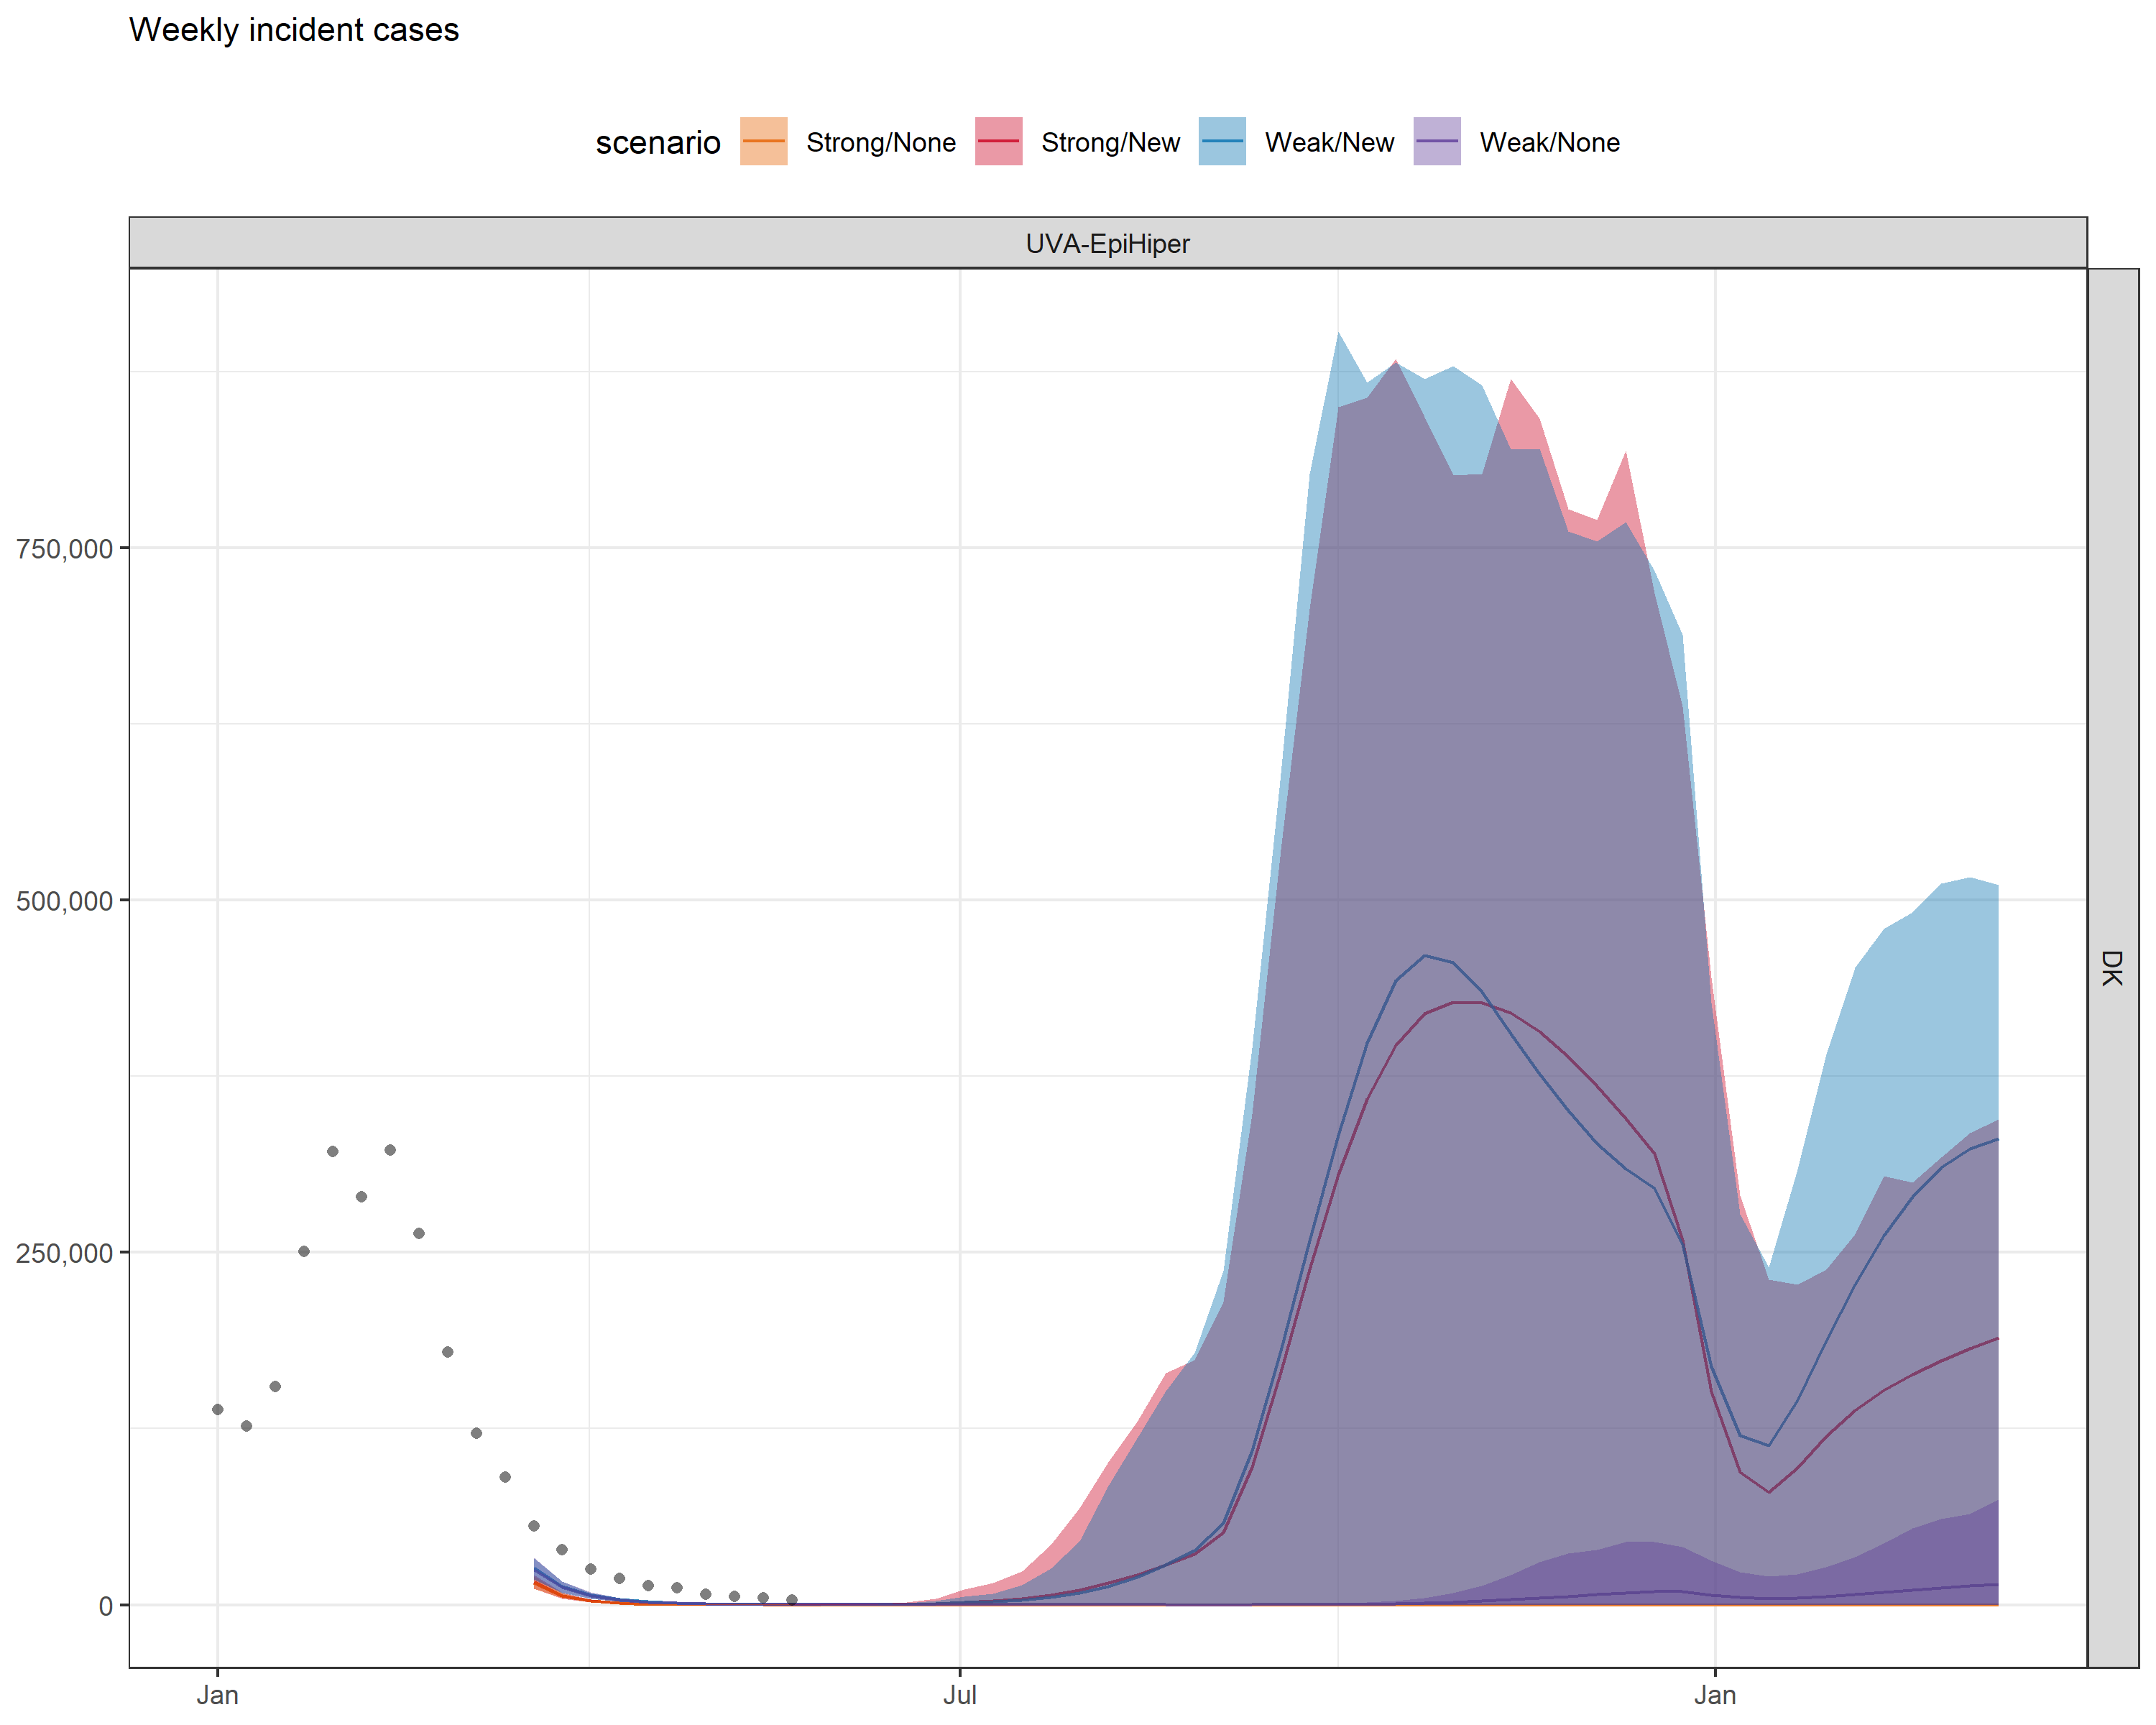 Weekly incident cases
scenario Strong/None Strong/New Weak/New Weak/None
UVA-EpiHiper
DK
750,000
500,000
250,000
0
Jan Jul Jan